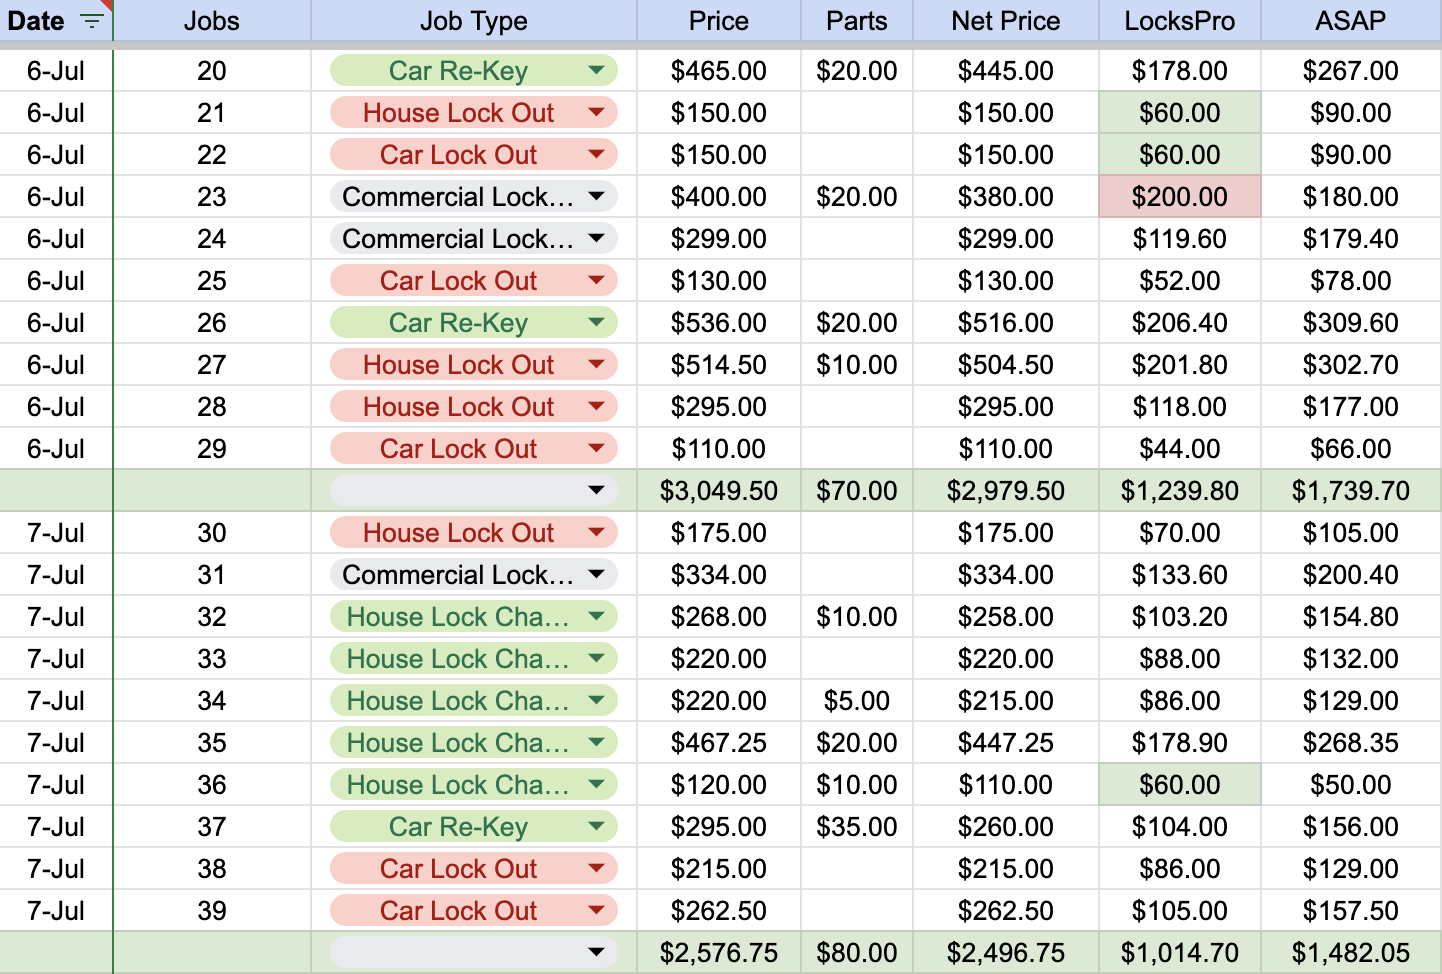 Date Jobs Job Type Price Parts Net Price LocksPro ASAP
6-Jul 20 Car Re-Key $465.00 $20.00 $445.00 $178.00 $267.00
6-Jul 21 House Lock Out $150.00 $150.00 $60.00 $90.00
6-Jul 22 Car Lock Out $150.00 $150.00 $60.00 $90.00
6-Jul 23 Commercial Lock... $400.00 $20.00 $380.00 $200.00 $180.00
6-Jul 24 Commercial Lock... $299.00 $299.00 $119.60 $179.40
6-Jul 25 Car Lock Out $130.00 $130.00 $52.00 $78.00
6-Jul 26 Car Re-Key $536.00 $20.00 $516.00 $206.40 $309.60
6-Jul 27 House Lock Out $514.50 $10.00 $504.50 $201.80 $302.70
6-Jul 28 House Lock Out $295.00 $295.00 $118.00 $177.00
6-Jul 29 Car Lock Out $110.00 $110.00 $44.00 $66.00
$3,049.50 $70.00 $2,979.50 $1,239.80 $1,739.70
7-Jul 30 House Lock Out $175.00 $175.00 $70.00 $105.00
7-Jul 31 Commercial Lock... $334.00 $334.00 $133.60 $200.40
7-Jul 32 House Lock Cha... $268.00 $10.00 $258.00 $103.20 $154.80
7-Jul 33 House Lock Cha... $220.00 $220.00 $88.00 $132.00
7-Jul 34 House Lock Cha... $220.00 $5.00 $215.00 $86.00 $129.00
7-Jul 35 House Lock Cha... $467.25 $20.00 $447.25 $178.90 $268.35
7-Jul 36 House Lock Cha... $120.00 $10.00 $110.00 $60.00 $50.00
7-Jul 37 Car Re-Key $295.00 $35.00 $260.00 $104.00 $156.00
7-Jul 38 Car Lock Out $215.00 $215.00 $86.00 $129.00
7-Jul 39 Car Lock Out $262.50 $262.50 $105.00 $157.50
$2,576.75 $80.00 $2,496.75 $1,014.70 $1,482.05